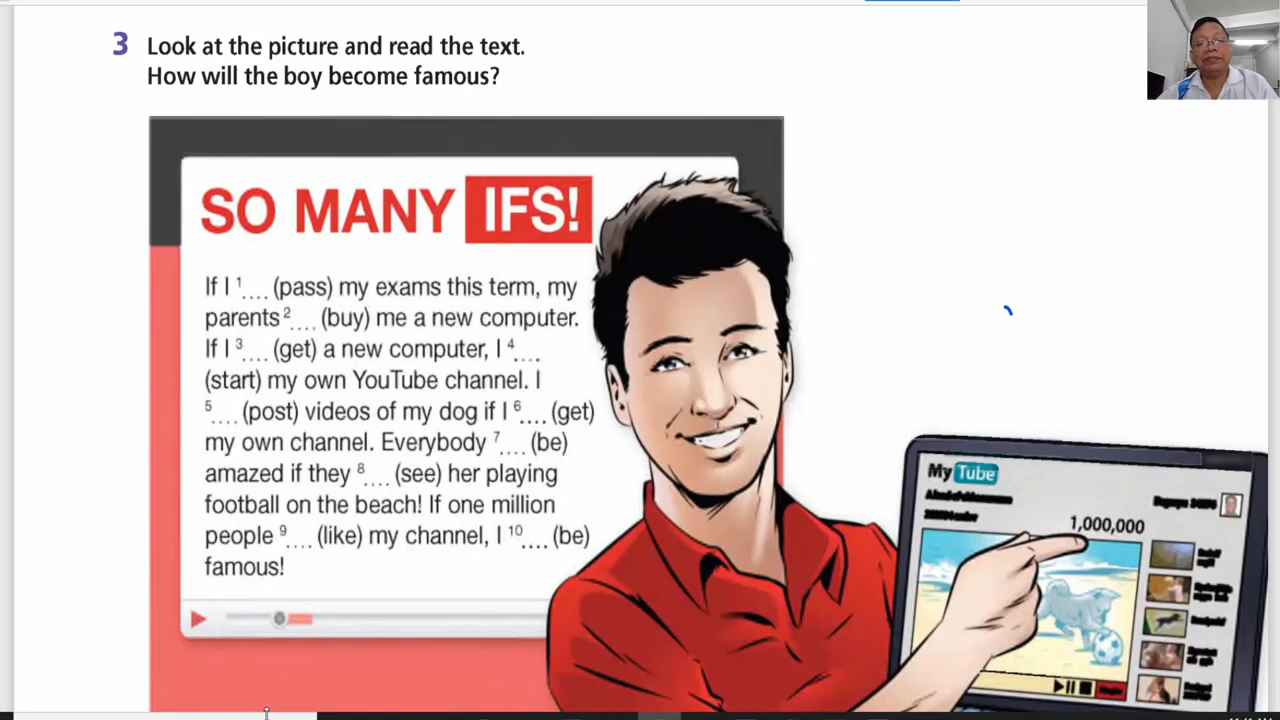 3 Look at the picture and read the text.
How will the boy become famous?
SO MANY IFS!
If I ¹.... (pass) my exams this term, my
parents ².... (buy) me a new computer.
If I ³.... (get) a new computer, I ⁴....
(start) my own YouTube channel. I
⁵.... (post) videos of my dog if I ⁶.... (get)
my own channel. Everybody ⁷.... (be)
amazed if they ⁸.... (see) her playing
football on the beach! If one million
people ⁹.... (like) my channel, I ¹⁰.... (be)
famous!
My Tube
1,000,000